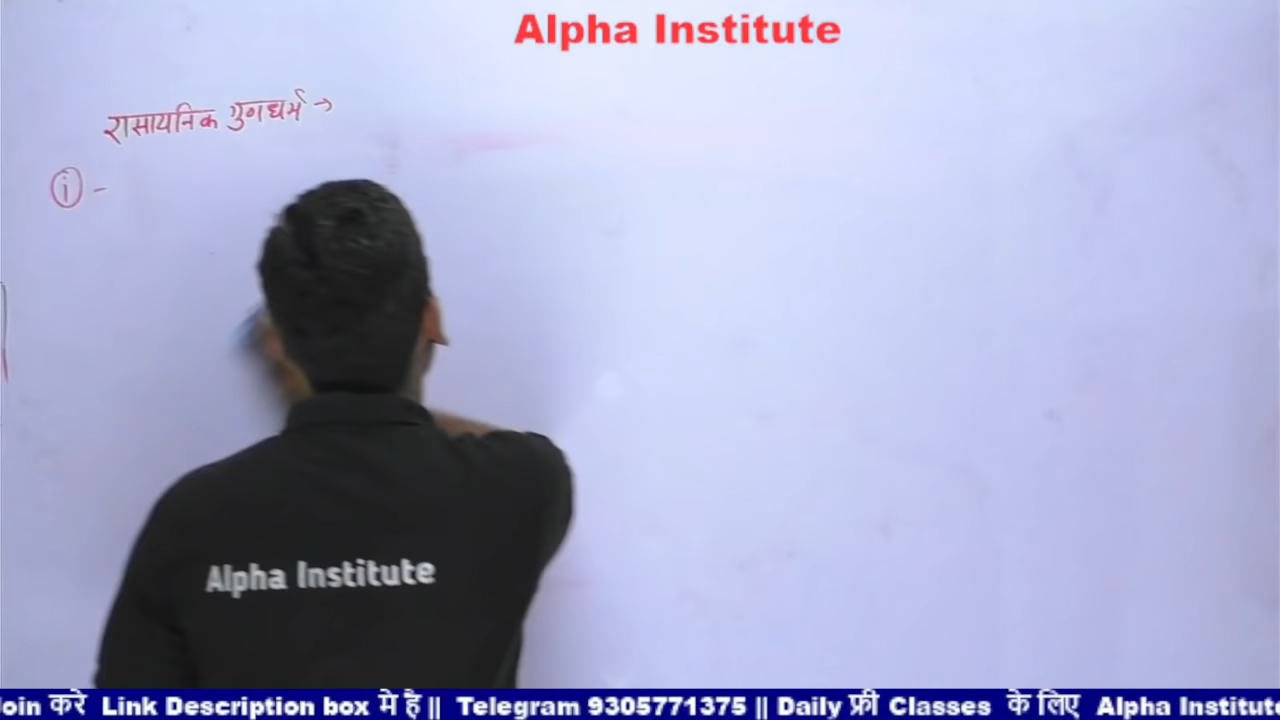 Alpha Institute
रासायनिक गुणधर्म →
ⓘ -
Alpha Institute
Join करे Link Description box मे है || Telegram 9305771375 || Daily फ्री Classes के लिए Alpha Institute